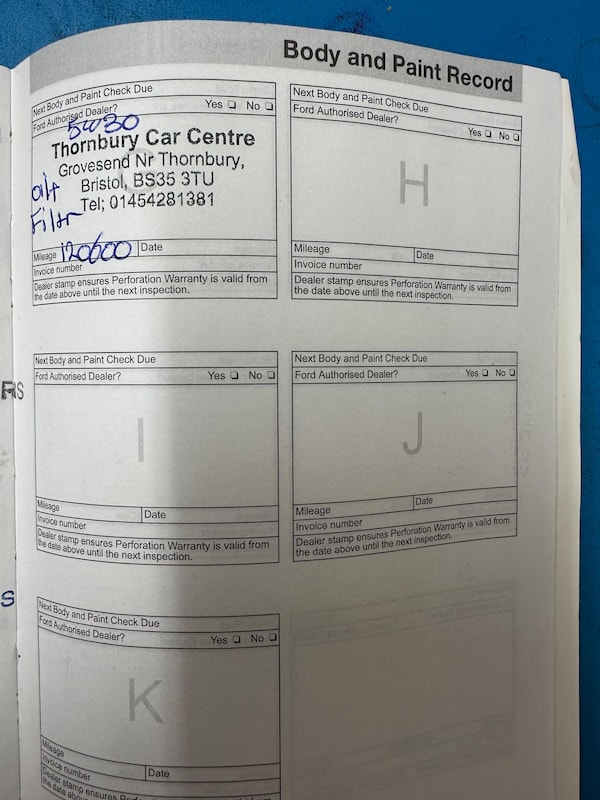 Body and Paint Record
Next Body and Paint Check Due
Ford Authorised Dealer? Yes ❑ No ❑
5W30
Thornbury Car Centre
Grovesend Nr Thornbury,
Bristol, BS35 3TU
Tel; 01454281381
Filter
Mileage 120600 Date
Invoice number
Dealer stamp ensures Perforation Warranty is valid from
the date above until the next inspection.
Next Body and Paint Check Due
Ford Authorised Dealer? Yes ❑ No ❑
H
Mileage Date
Invoice number
Dealer stamp ensures Perforation Warranty is valid from
the date above until the next inspection.
RS
Next Body and Paint Check Due
Ford Authorised Dealer? Yes ❑ No ❑
I
Mileage Date
Invoice number
Dealer stamp ensures Perforation Warranty is valid from
the date above until the next inspection.
Next Body and Paint Check Due
Ford Authorised Dealer? Yes ❑ No ❑
J
Mileage Date
Invoice number
Dealer stamp ensures Perforation Warranty is valid from
the date above until the next inspection.
S
Next Body and Paint Check Due
Ford Authorised Dealer? Yes ❑ No ❑
K
Mileage Date
Invoice number
Dealer stamp ensures
the date above